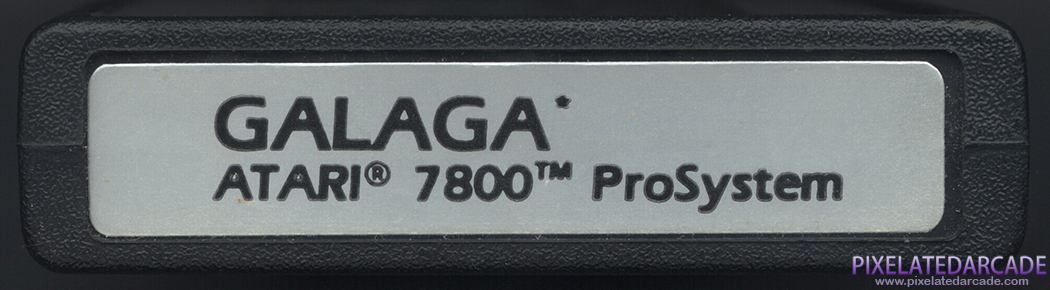 GALAGA*
ATARI® 7800™ ProSystem
PIXELATEDARCADE
www.pixelatedarcade.com